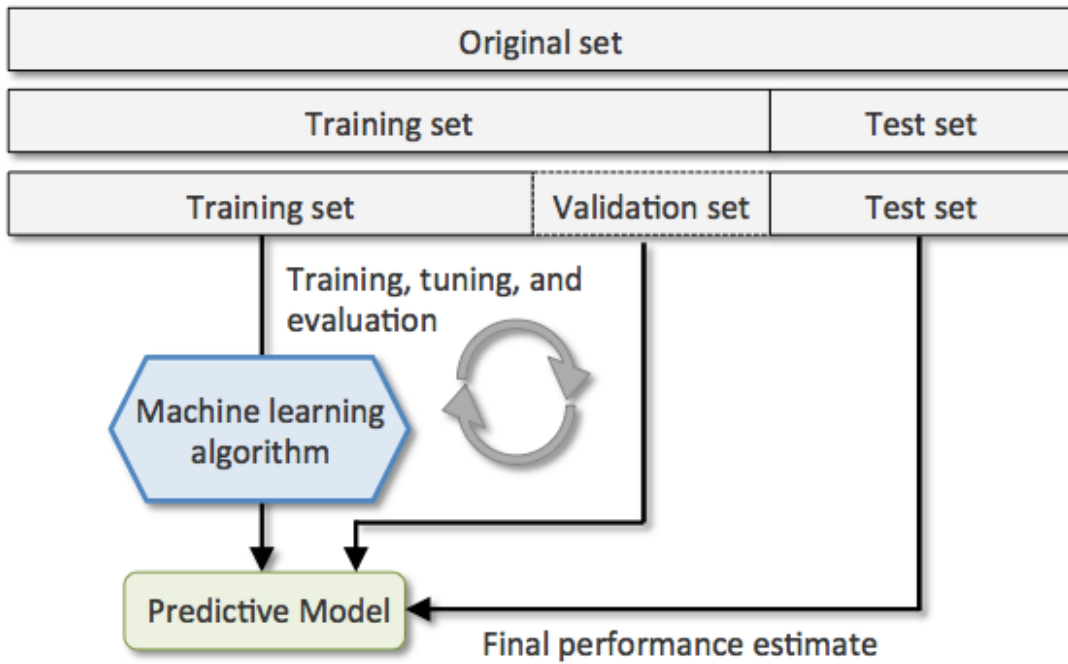 Original set
Training set
Test set
Training set
Validation set
Test set
Training, tuning, and
evaluation
Machine learning
algorithm
Predictive Model
Final performance estimate